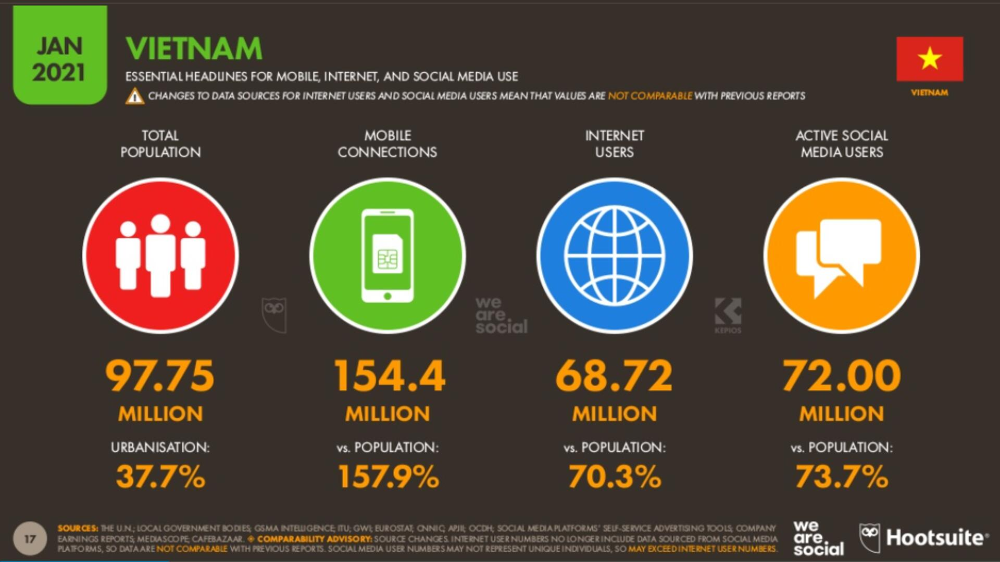 JAN
2021
VIETNAM
ESSENTIAL HEADLINES FOR MOBILE, INTERNET, AND SOCIAL MEDIA USE
CHANGES TO DATA SOURCES FOR INTERNET USERS AND SOCIAL MEDIA USERS MEAN THAT VALUES ARE NOT COMPARABLE WITH PREVIOUS REPORTS
VIETNAM
TOTAL
POPULATION
MOBILE
CONNECTIONS
INTERNET
USERS
ACTIVE SOCIAL
MEDIA USERS
we
are
social
KEPIOS
97.75
MILLION
URBANISATION:
37.7%
154.4
MILLION
vs. POPULATION:
157.9%
68.72
MILLION
vs. POPULATION:
70.3%
72.00
MILLION
vs. POPULATION:
73.7%
17
SOURCES: THE U.N.; LOCAL GOVERNMENT BODIES; GSMA INTELLIGENCE; ITU; GWI; EUROSTAT; CNNIC; APJII; OCDH; SOCIAL MEDIA PLATFORMS' SELF-SERVICE ADVERTISING TOOLS; COMPANY
EARNINGS REPORTS; MEDIASCOPE; CAFEBAZAAR. ◈ COMPARABILITY ADVISORY: SOURCE CHANGES. INTERNET USER NUMBERS NO LONGER INCLUDE DATA SOURCED FROM SOCIAL MEDIA
PLATFORMS, SO DATA ARE NOT COMPARABLE WITH PREVIOUS REPORTS. SOCIAL MEDIA USER NUMBERS MAY NOT REPRESENT UNIQUE INDIVIDUALS, SO MAY EXCEED INTERNET USER NUMBERS.
we
are
social
Hootsuite®